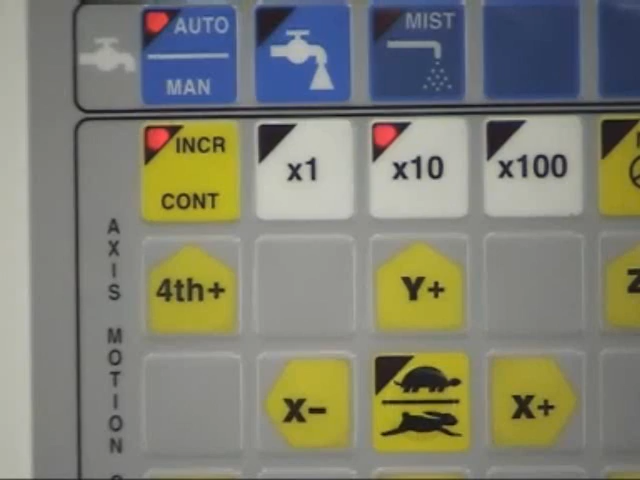 AUTO
MAN
MIST
INCR
CONT
x1
x10
x100
AXIS MOTION
4th+
Y+
Z
X-
X+